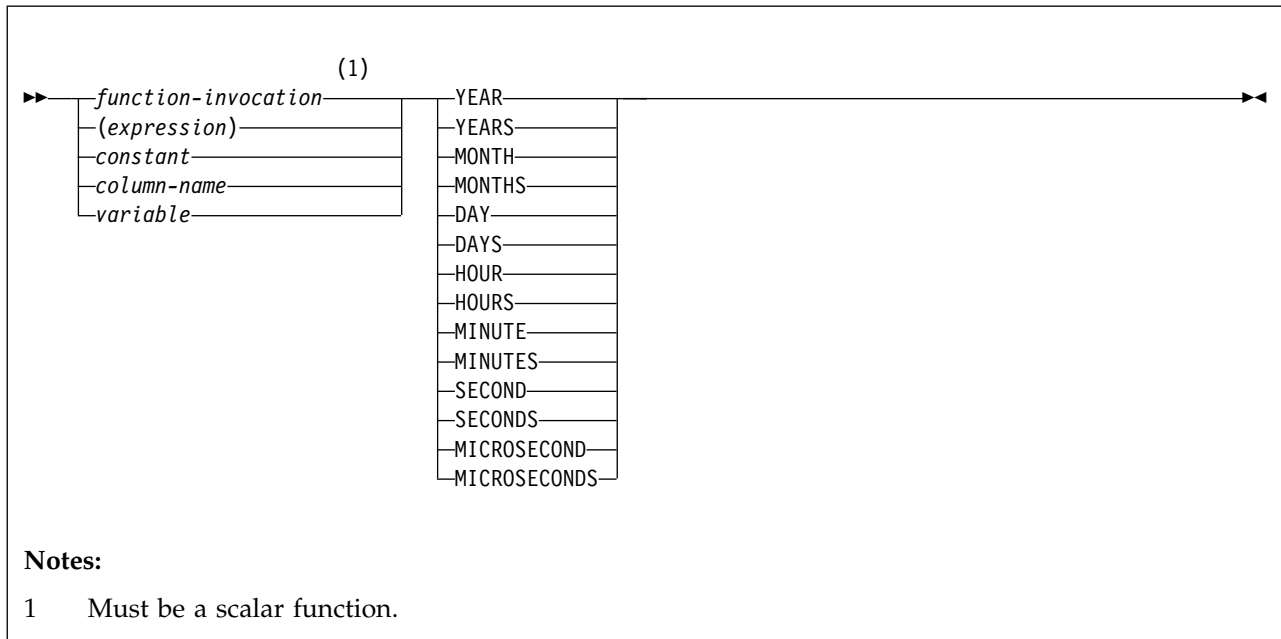 (1)
function-invocation YEAR
(expression) YEARS
constant MONTH
column-name MONTHS
variable DAY
DAYS
HOUR
HOURS
MINUTE
MINUTES
SECOND
SECONDS
MICROSECOND
MICROSECONDS
Notes:
1 Must be a scalar function.